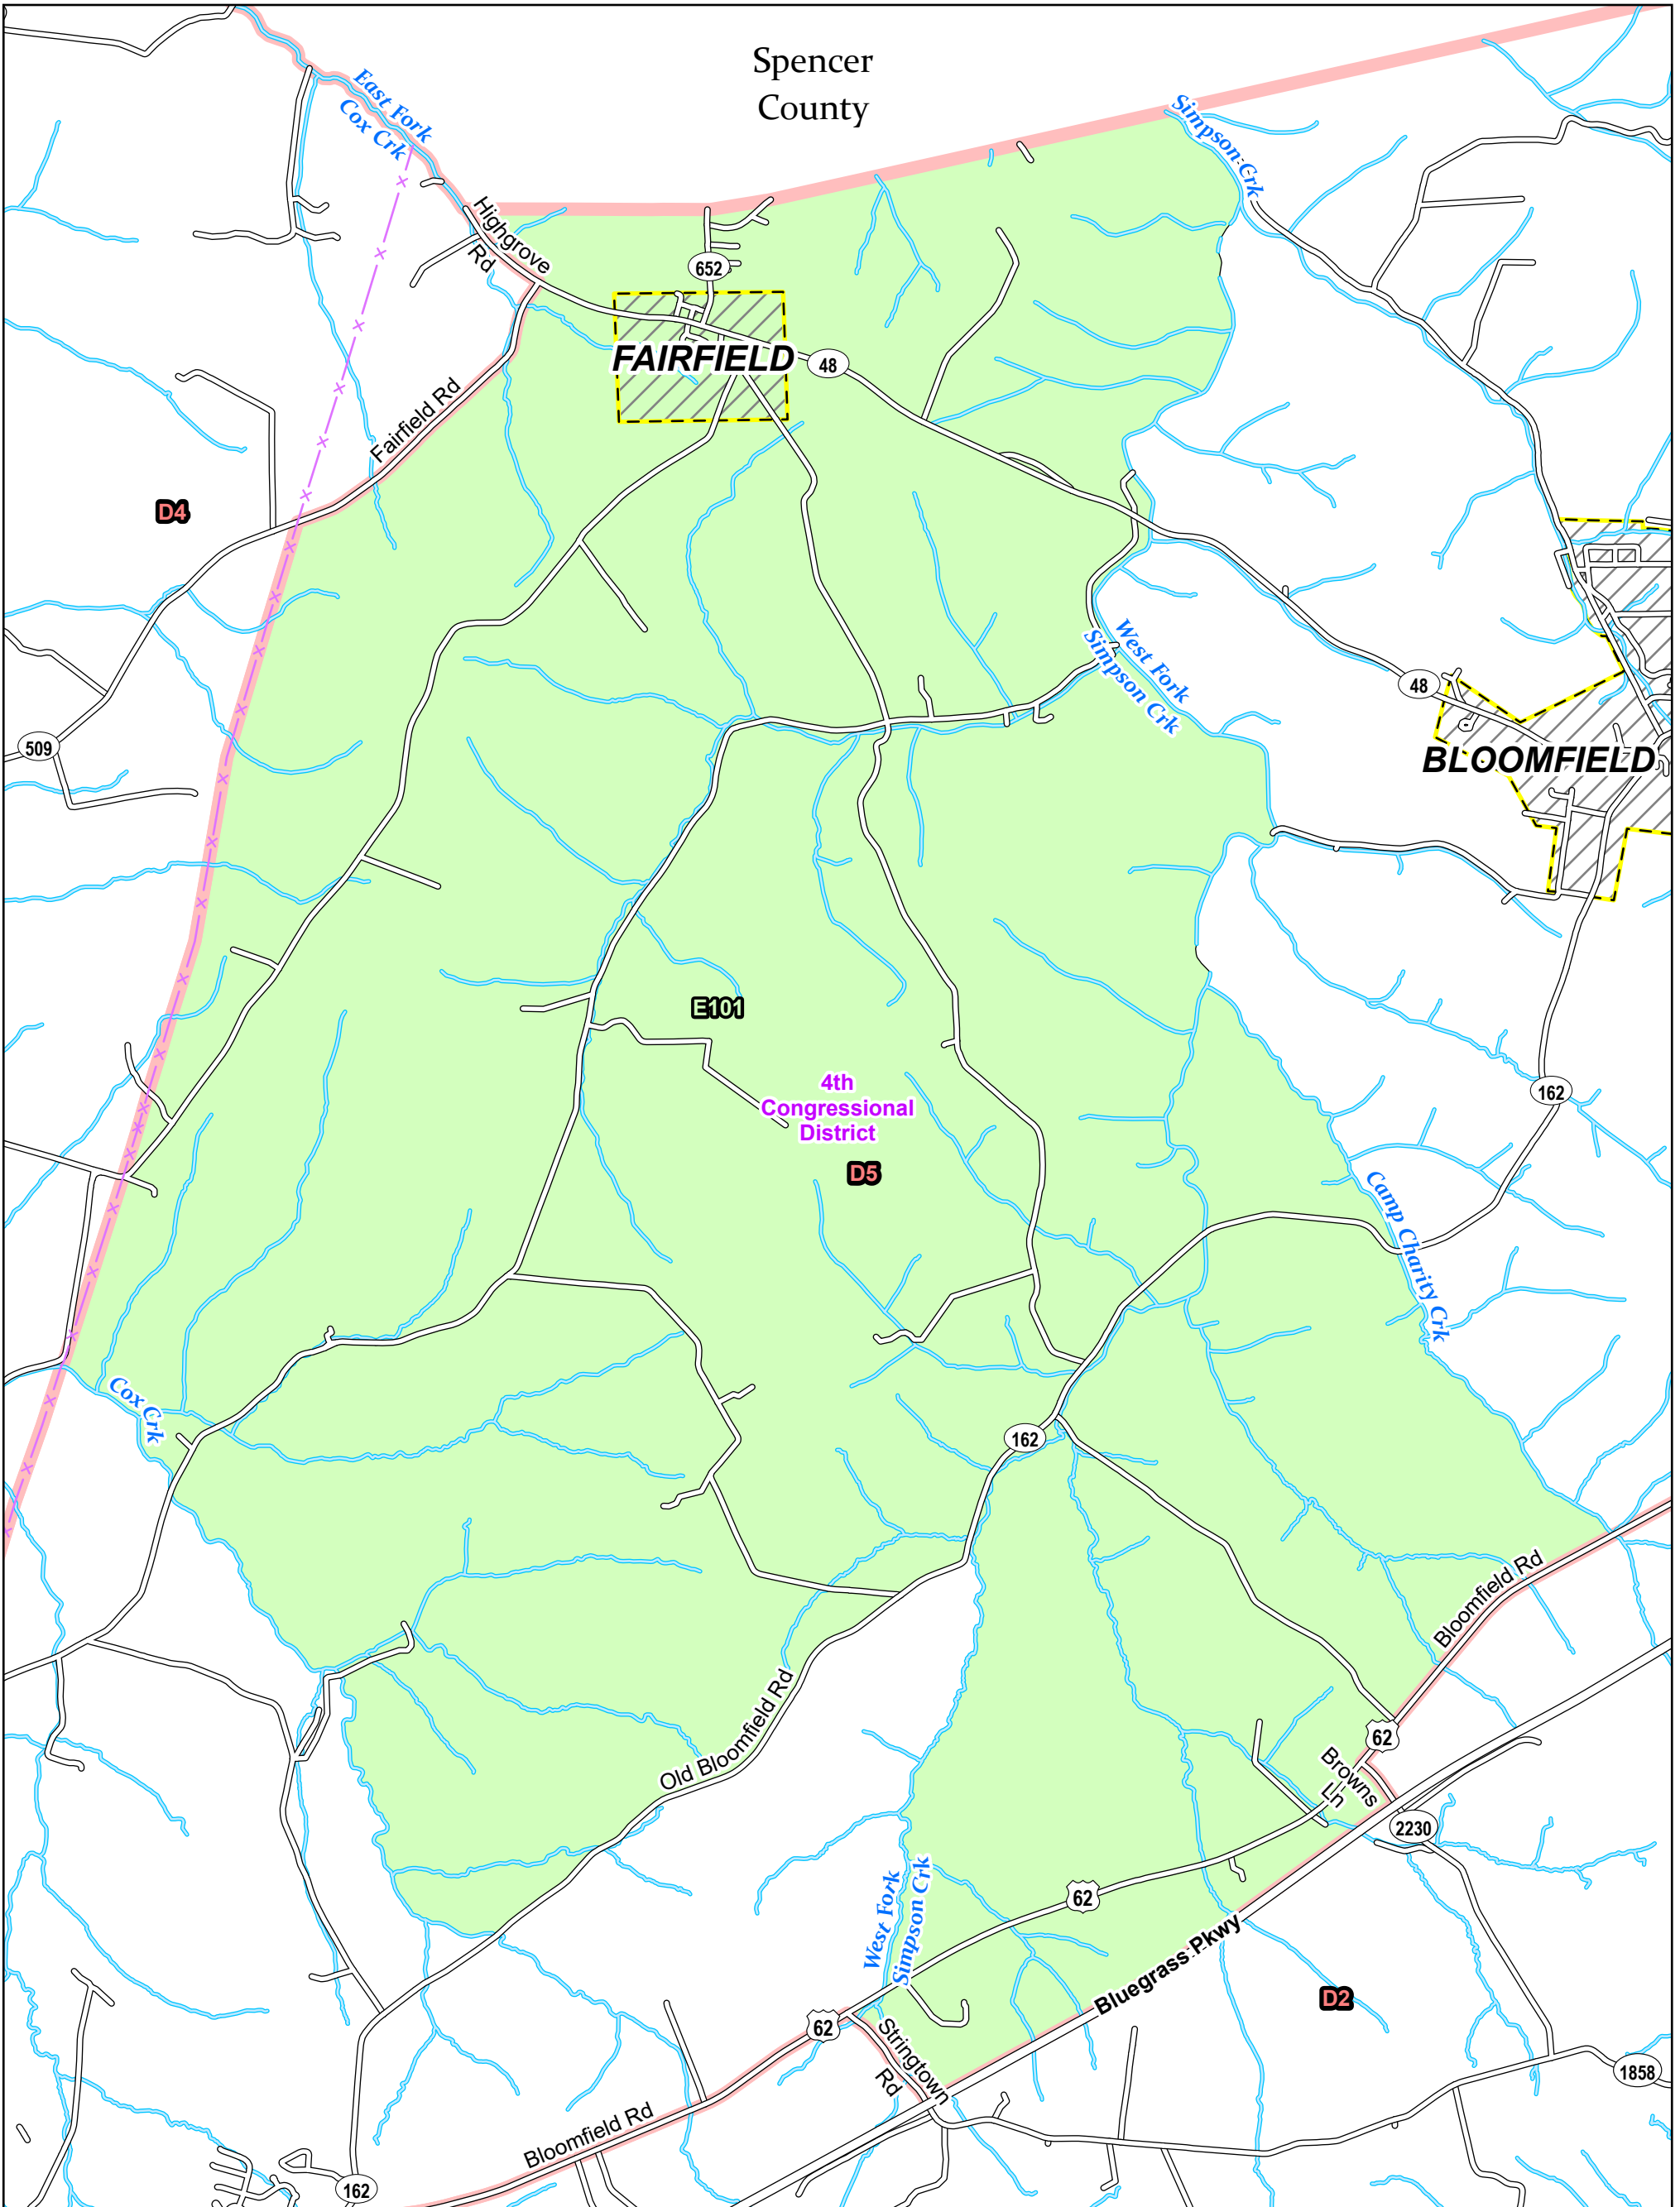 Spencer
County
East Fork
Cox Crk
Simpson Crk
Highgrove
Rd
652
FAIRFIELD
48
Fairfield Rd
D4
West Fork
Simpson Crk
48
509
BLOOMFIELD
E101
4th
Congressional
District
162
D5
Camp Charity Crk
Cox Crk
162
Bloomfield Rd
Old Bloomfield Rd
62
Browns
Ln
2230
West Fork
Simpson Crk
62
Bluegrass Pkwy
D2
62
Stringtown
Rd
1858
Bloomfield Rd
162